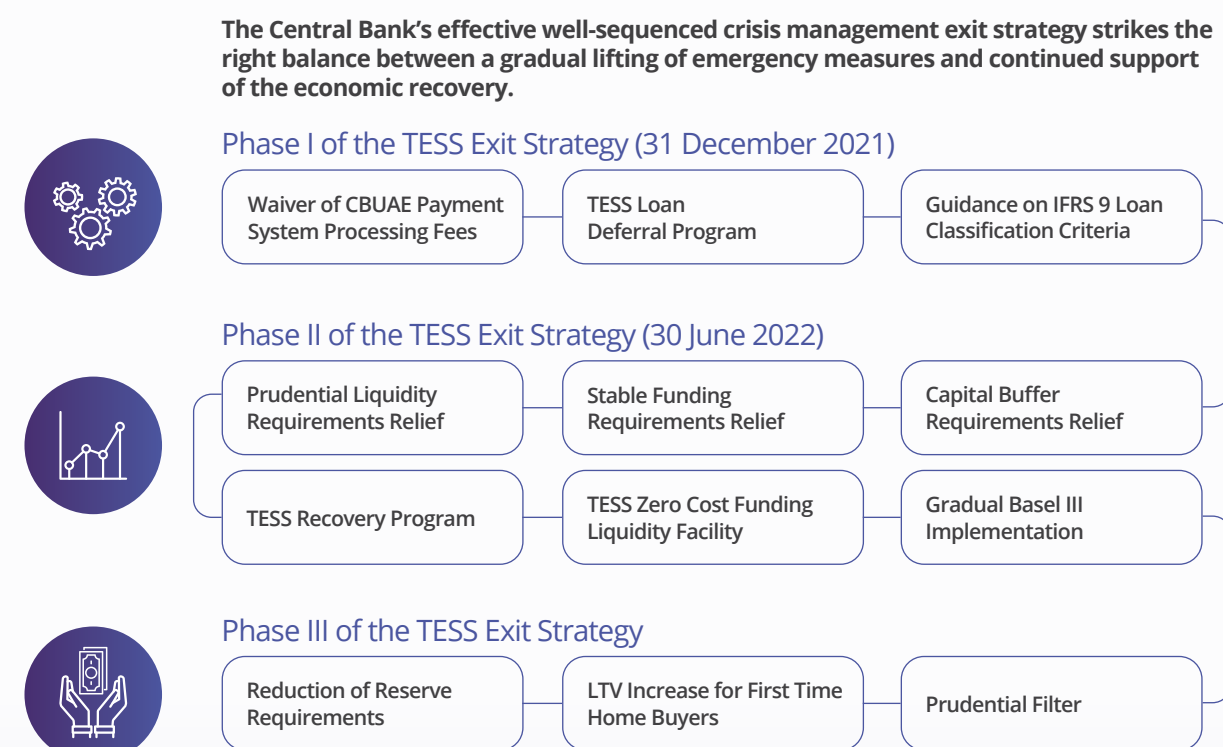 The Central Bank’s effective well-sequenced crisis management exit strategy strikes the
right balance between a gradual lifting of emergency measures and continued support
of the economic recovery.
Phase I of the TESS Exit Strategy (31 December 2021)
Waiver of CBUAE Payment
System Processing Fees
TESS Loan
Deferral Program
Guidance on IFRS 9 Loan
Classification Criteria
Phase II of the TESS Exit Strategy (30 June 2022)
Prudential Liquidity
Requirements Relief
Stable Funding
Requirements Relief
Capital Buffer
Requirements Relief
TESS Recovery Program
TESS Zero Cost Funding
Liquidity Facility
Gradual Basel III
Implementation
Phase III of the TESS Exit Strategy
Reduction of Reserve
Requirements
LTV Increase for First Time
Home Buyers
Prudential Filter